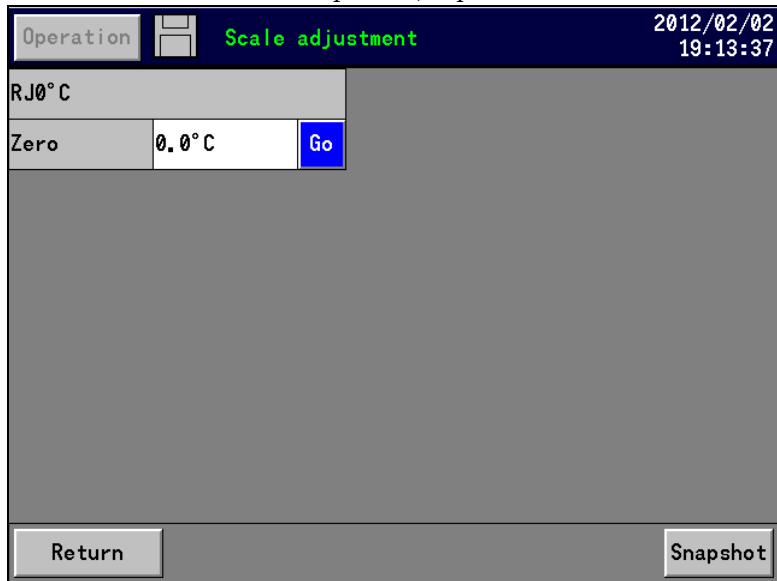 Operation
Scale adjustment
2012/02/02
19:13:37
RJ0°C
Zero
0.0°C
Go
Return
Snapshot